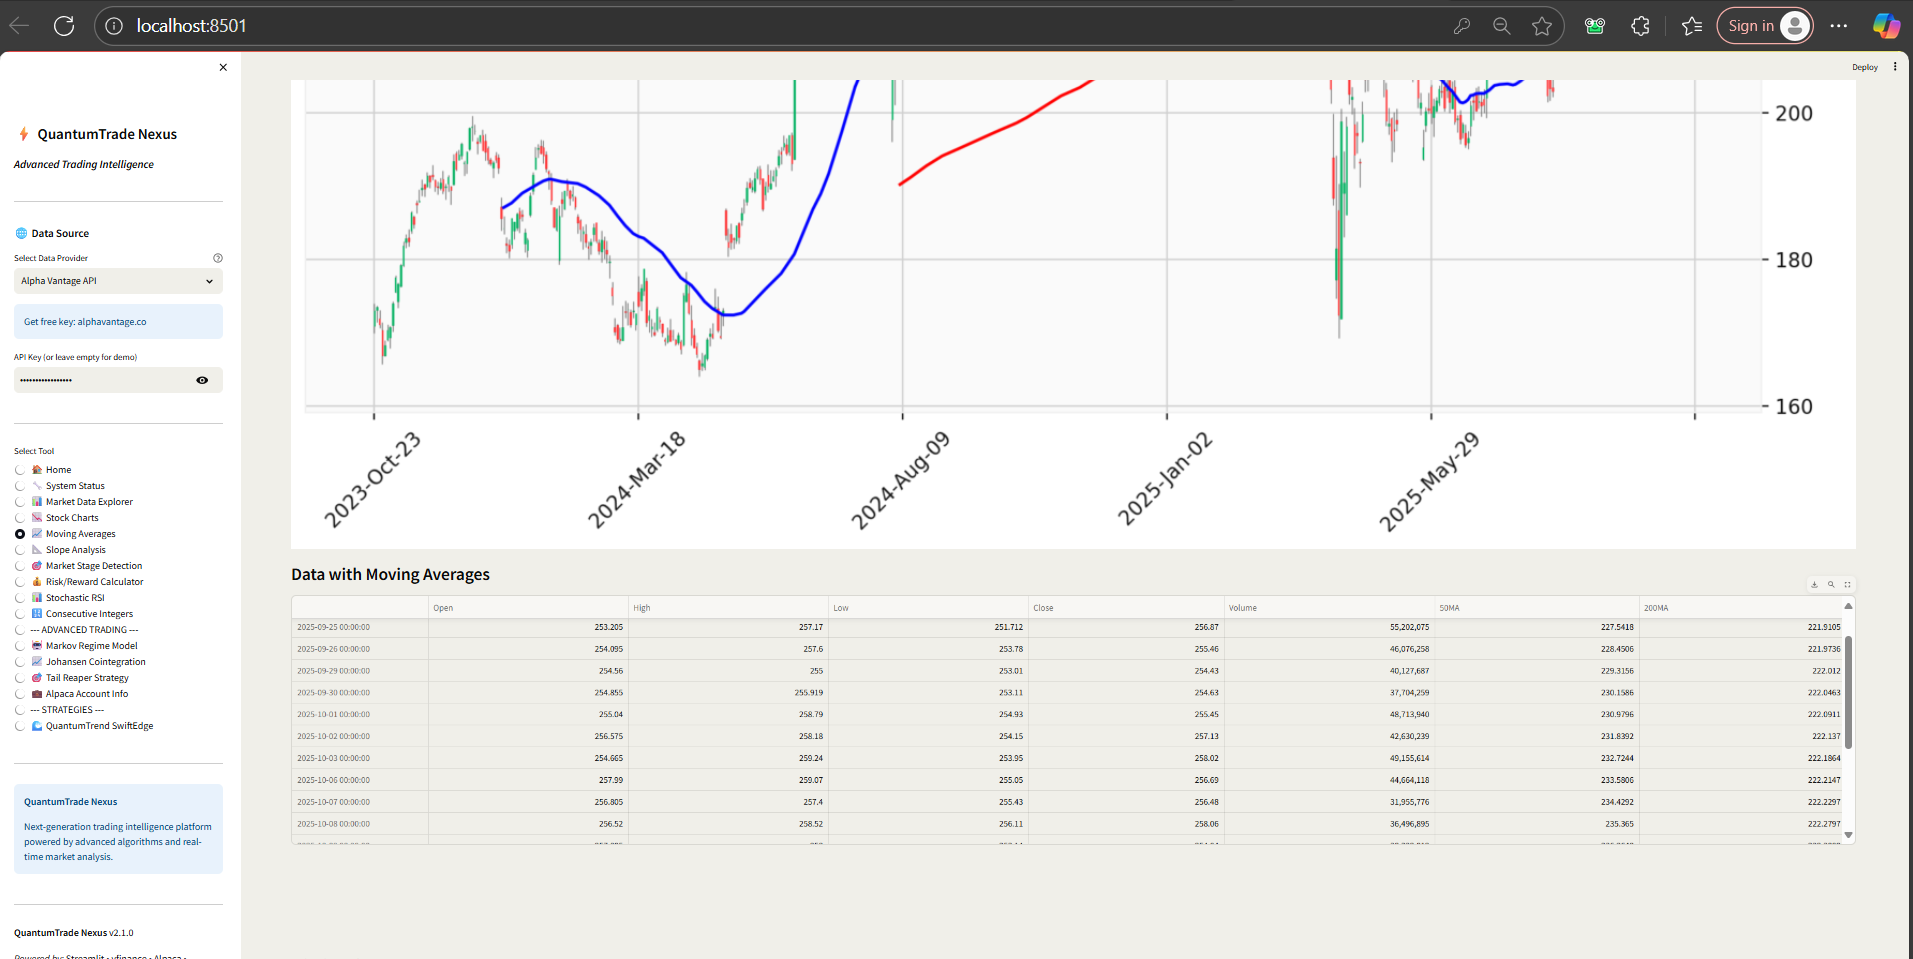 localhost:8501
Sign in
Deploy
QuantumTrade Nexus
Advanced Trading Intelligence
Data Source
Select Data Provider
Alpha Vantage API
Get free key: alphavantage.co
API Key (or leave empty for demo)
•••••••••••••••••
Select Tool
Home
System Status
Market Data Explorer
Stock Charts
Moving Averages
Slope Analysis
Market Stage Detection
Risk/Reward Calculator
Stochastic RSI
Consecutive Integers
--- ADVANCED TRADING ---
Markov Regime Model
Johansen Cointegration
Tail Reaper Strategy
Alpaca Account Info
--- STRATEGIES ---
QuantumTrend SwiftEdge
QuantumTrade Nexus
Next-generation trading intelligence platform
powered by advanced algorithms and real-
time market analysis.
QuantumTrade Nexus v2.1.0
Powered by: Streamlit • yfinance • Alpaca •
200
180
160
2023-Oct-23
2024-Mar-18
2024-Aug-09
2025-Jan-02
2025-May-29
Data with Moving Averages
Open High Low Close Volume 50MA 200MA
2025-09-25 00:00:00 253.205 257.17 251.712 256.87 55,202,075 227.5418 221.9105
2025-09-26 00:00:00 254.095 257.6 253.78 255.46 46,076,258 228.4506 221.9736
2025-09-29 00:00:00 254.56 255 253.01 254.43 40,127,687 229.3156 222.012
2025-09-30 00:00:00 254.855 255.919 253.11 254.63 37,704,259 230.1586 222.0463
2025-10-01 00:00:00 255.04 258.79 254.93 255.45 48,713,940 230.9796 222.0911
2025-10-02 00:00:00 256.575 258.18 254.15 257.13 42,630,239 231.8392 222.137
2025-10-03 00:00:00 254.665 259.24 253.95 258.02 49,155,614 232.7244 222.1864
2025-10-06 00:00:00 257.99 259.07 255.05 256.69 44,664,118 233.5806 222.2147
2025-10-07 00:00:00 256.805 257.4 255.43 256.48 31,955,776 234.4292 222.2297
2025-10-08 00:00:00 256.52 258.52 256.11 258.06 36,496,895 235.365 222.2797